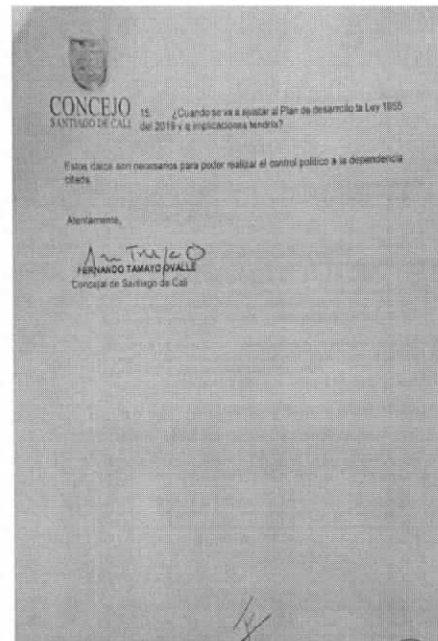 CONCEJO
SANTIAGO DE CALI
15. ¿Cuando se va a ajustar al Plan de desarrollo la Ley 1955
del 2019 y q implicaciones tendría?
Estos datos son necesarios para poder realizar el control político a la dependencia
citada.
Atentamente,
FERNANDO TAMAYO OVALLE
Concejal de Santiago de Cali